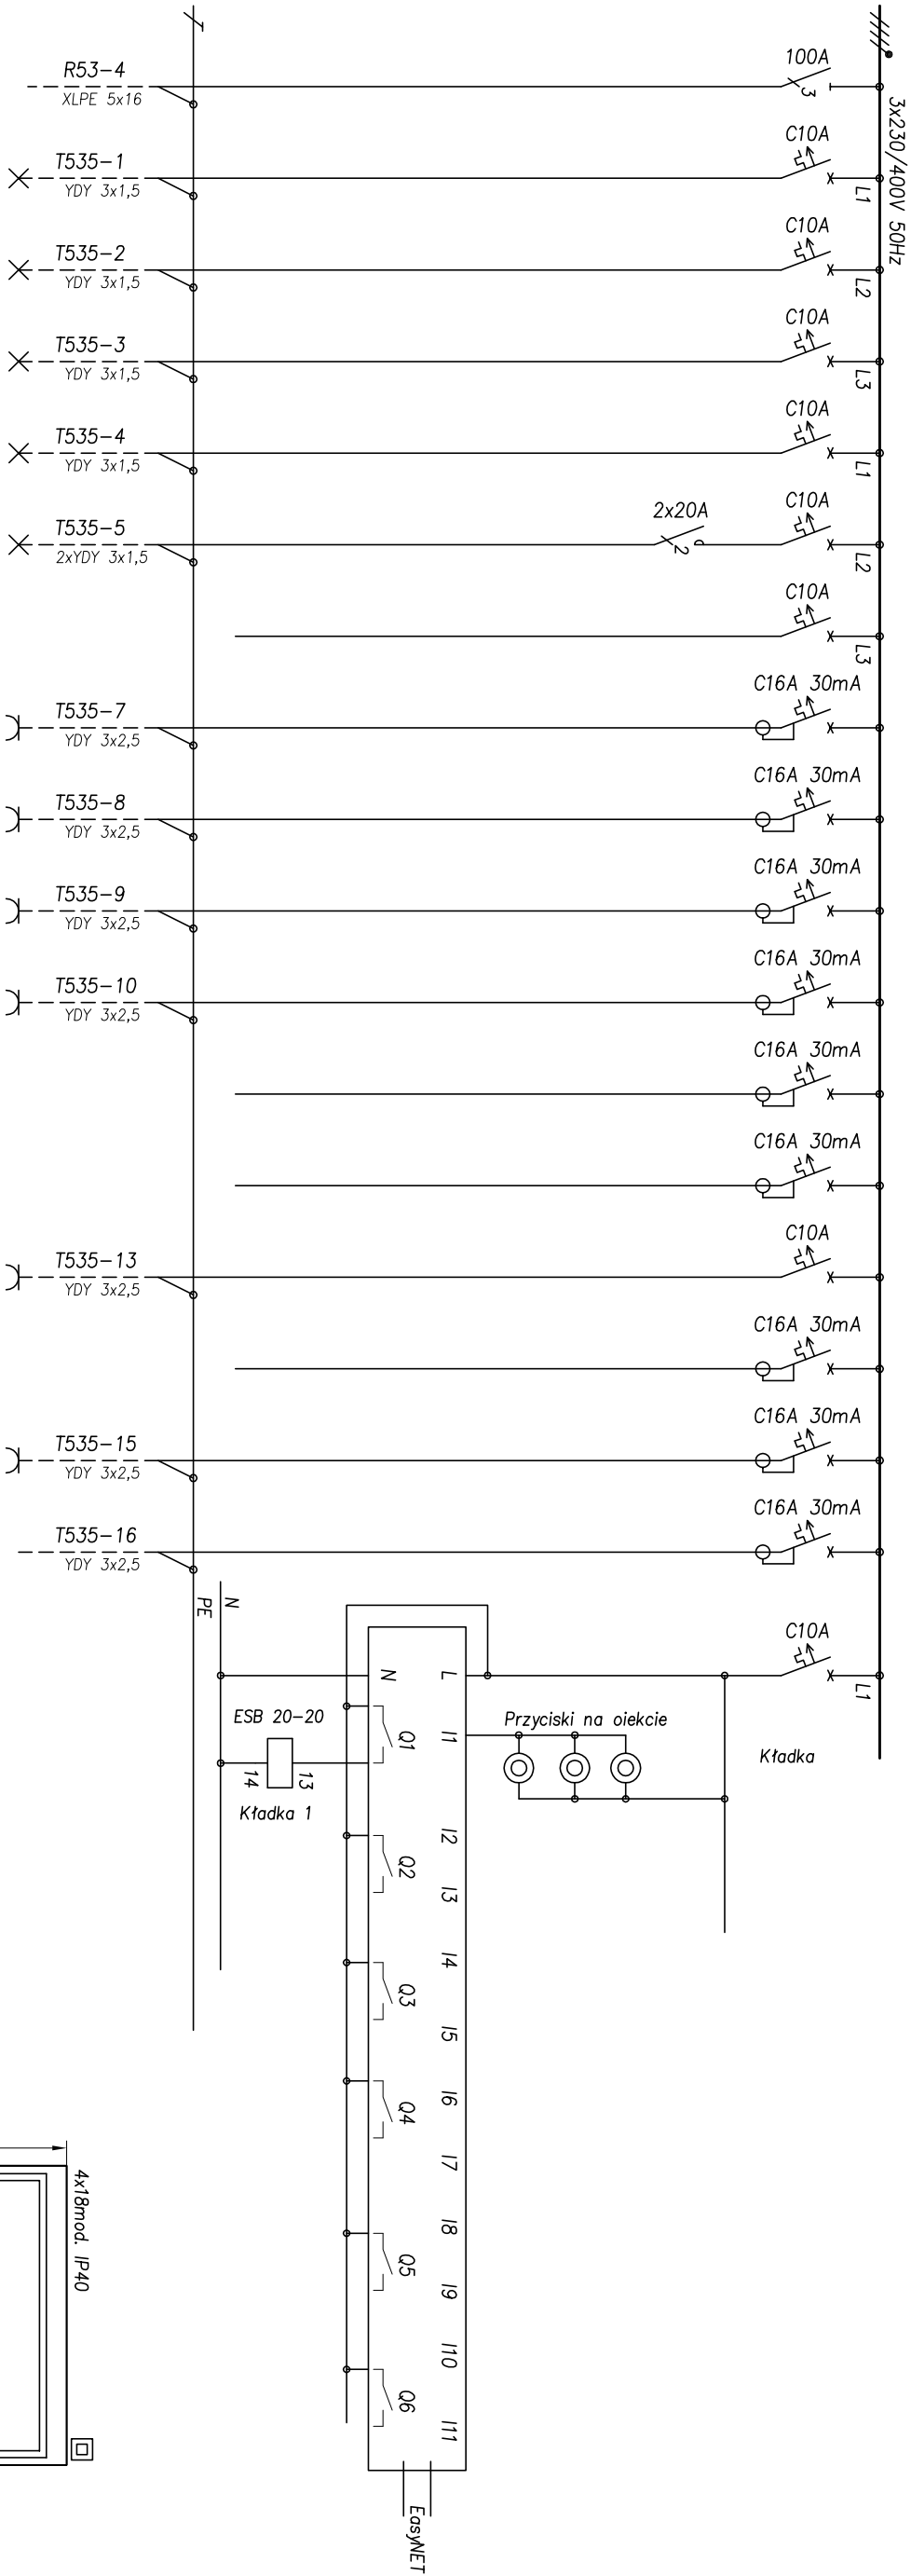 3x230/400V 50Hz
100A
3
R53-4
XLPE 5x16
C10A
L1
T535-1
YDY 3x1,5
C10A
L2
T535-2
YDY 3x1,5
C10A
L3
T535-3
YDY 3x1,5
C10A
L1
T535-4
YDY 3x1,5
C10A
L2
2x20A
2
T535-5
2xYDY 3x1,5
C10A
L3
C16A 30mA
T535-7
YDY 3x2,5
C16A 30mA
T535-8
YDY 3x2,5
C16A 30mA
T535-9
YDY 3x2,5
C16A 30mA
T535-10
YDY 3x2,5
C16A 30mA
C16A 30mA
C10A
T535-13
YDY 3x2,5
C16A 30mA
C16A 30mA
T535-15
YDY 3x2,5
C16A 30mA
T535-16
YDY 3x2,5
N
PE
C10A
L1
Kładka
Przyciski na oiekcie
L
I1
I2
I3
I4
I5
I6
I7
I8
I9
I10
I11
N
Q1
Q2
Q3
Q4
Q5
Q6
ESB 20-20
13
14
Kładka 1
EasyNET
4x18mod. IP40